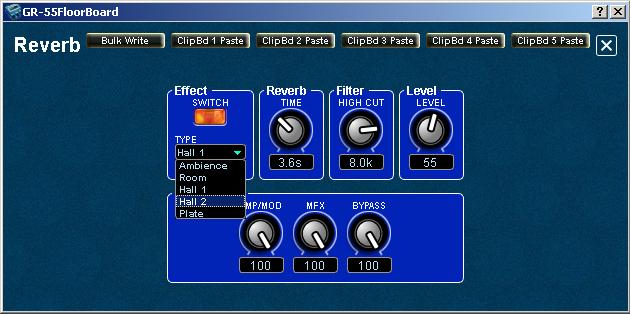 GR-55FloorBoard
Reverb
Bulk Write
ClipBd 1 Paste
ClipBd 2 Paste
ClipBd 3 Paste
ClipBd 4 Paste
ClipBd 5 Paste
Effect
SWITCH
TYPE
Hall 1
Ambience
Room
Hall 1
Hall 2
Plate
Reverb
TIME
3.6s
Filter
HIGH CUT
8.0k
Level
LEVEL
55
MP/MOD
MFX
BYPASS
100
100
100